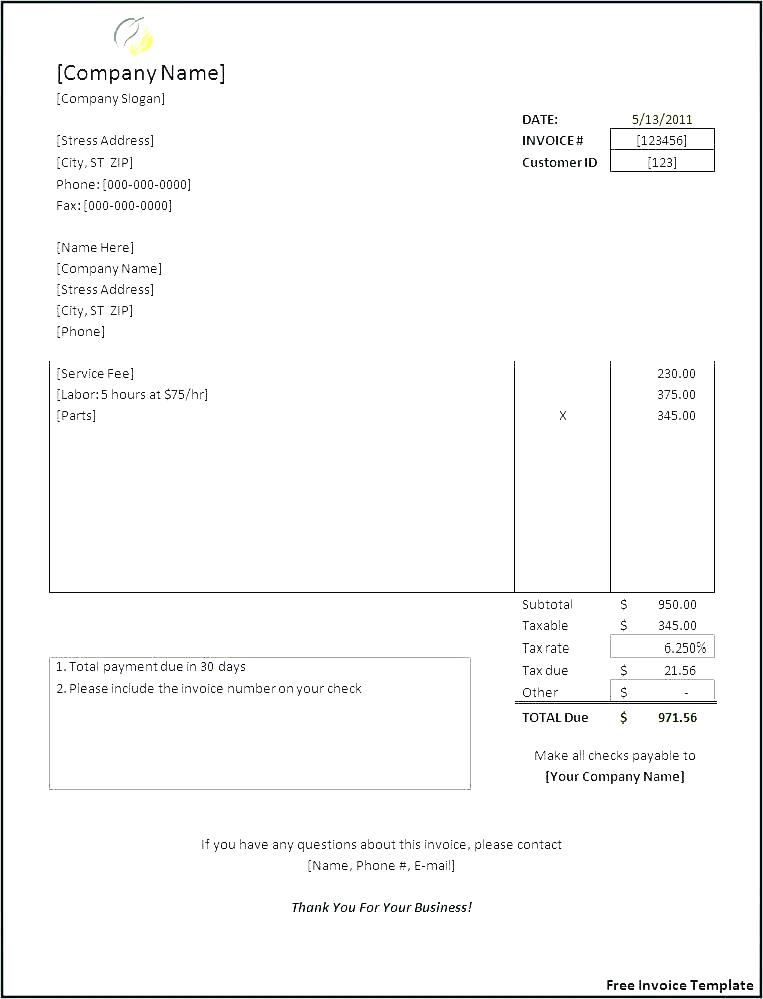 [Company Name]
[Company Slogan]
DATE: 5/13/2011
[Stress Address] INVOICE # [123456]
[City, ST ZIP] Customer ID [123]
Phone: [000-000-0000]
Fax: [000-000-0000]
[Name Here]
[Company Name]
[Stress Address]
[City, ST ZIP]
[Phone]
[Service Fee] 230.00
[Labor: 5 hours at $75/hr] 375.00
[Parts] X 345.00
Subtotal $ 950.00
Taxable $ 345.00
Tax rate 6.250%
Tax due $ 21.56
Other $ -
TOTAL Due $ 971.56
1. Total payment due in 30 days
2. Please include the invoice number on your check
Make all checks payable to
[Your Company Name]
If you have any questions about this invoice, please contact
[Name, Phone #, E-mail]
Thank You For Your Business!
Free Invoice Template